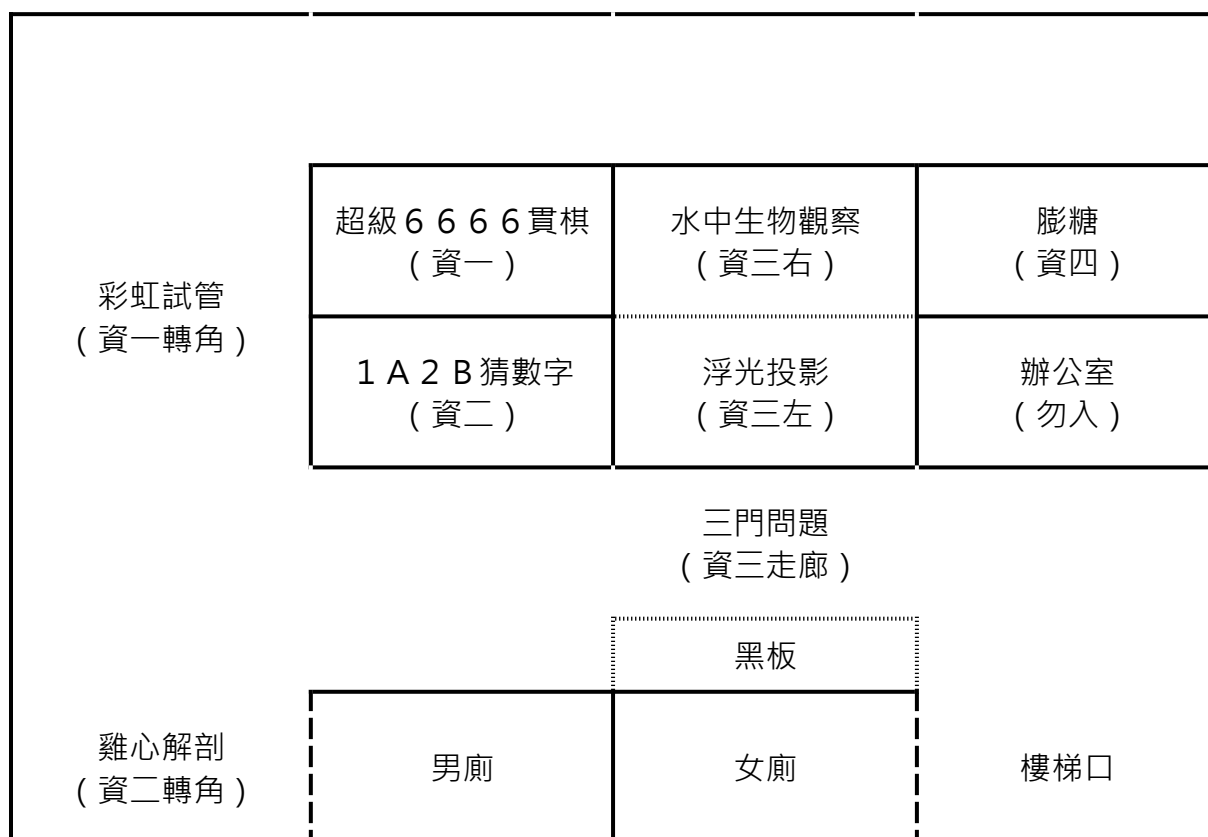 超級６６６６貫棋
（資一）
水中生物觀察
（資三右）
膨糖
（資四）
彩虹試管
（資一轉角）
１Ａ２Ｂ猜數字
（資二）
浮光投影
（資三左）
辦公室
（勿入）
三門問題
（資三走廊）
黑板
雞心解剖
（資二轉角）
男廁
女廁
樓梯口